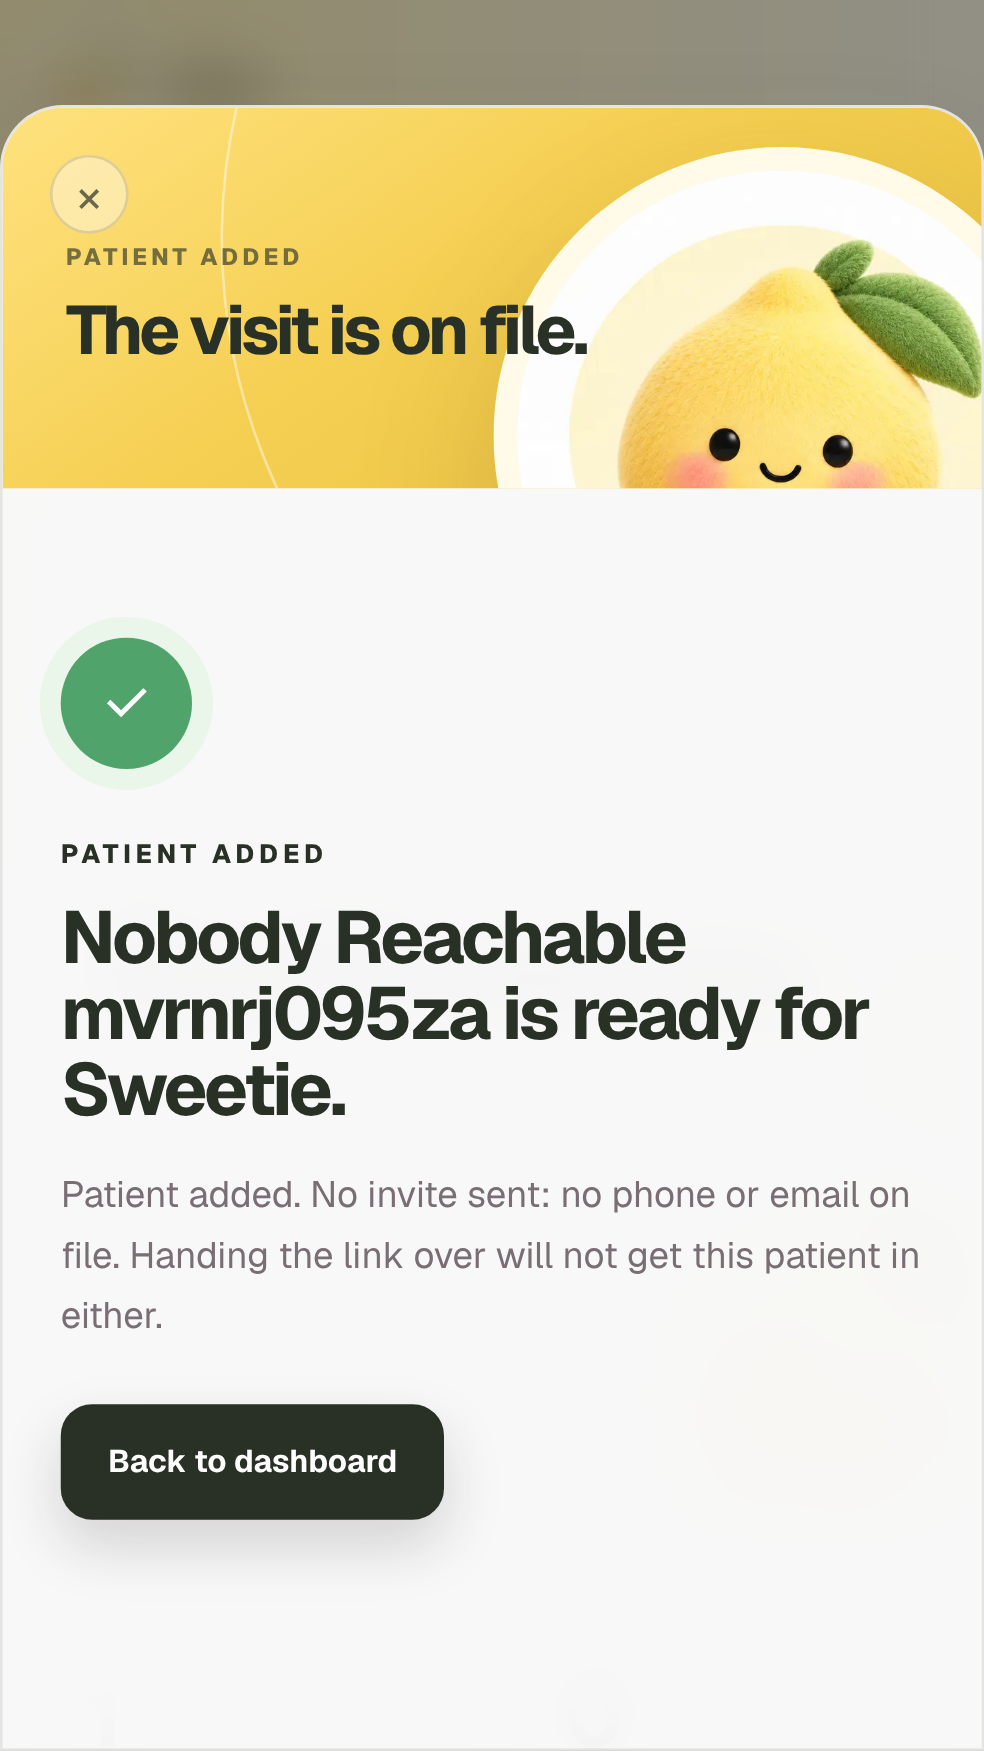 PATIENT ADDED
The visit is on file.
PATIENT ADDED
Nobody Reachable
mvrnrj095za is ready for
Sweetie.
Patient added. No invite sent: no phone or email on
file. Handing the link over will not get this patient in
either.
Back to dashboard